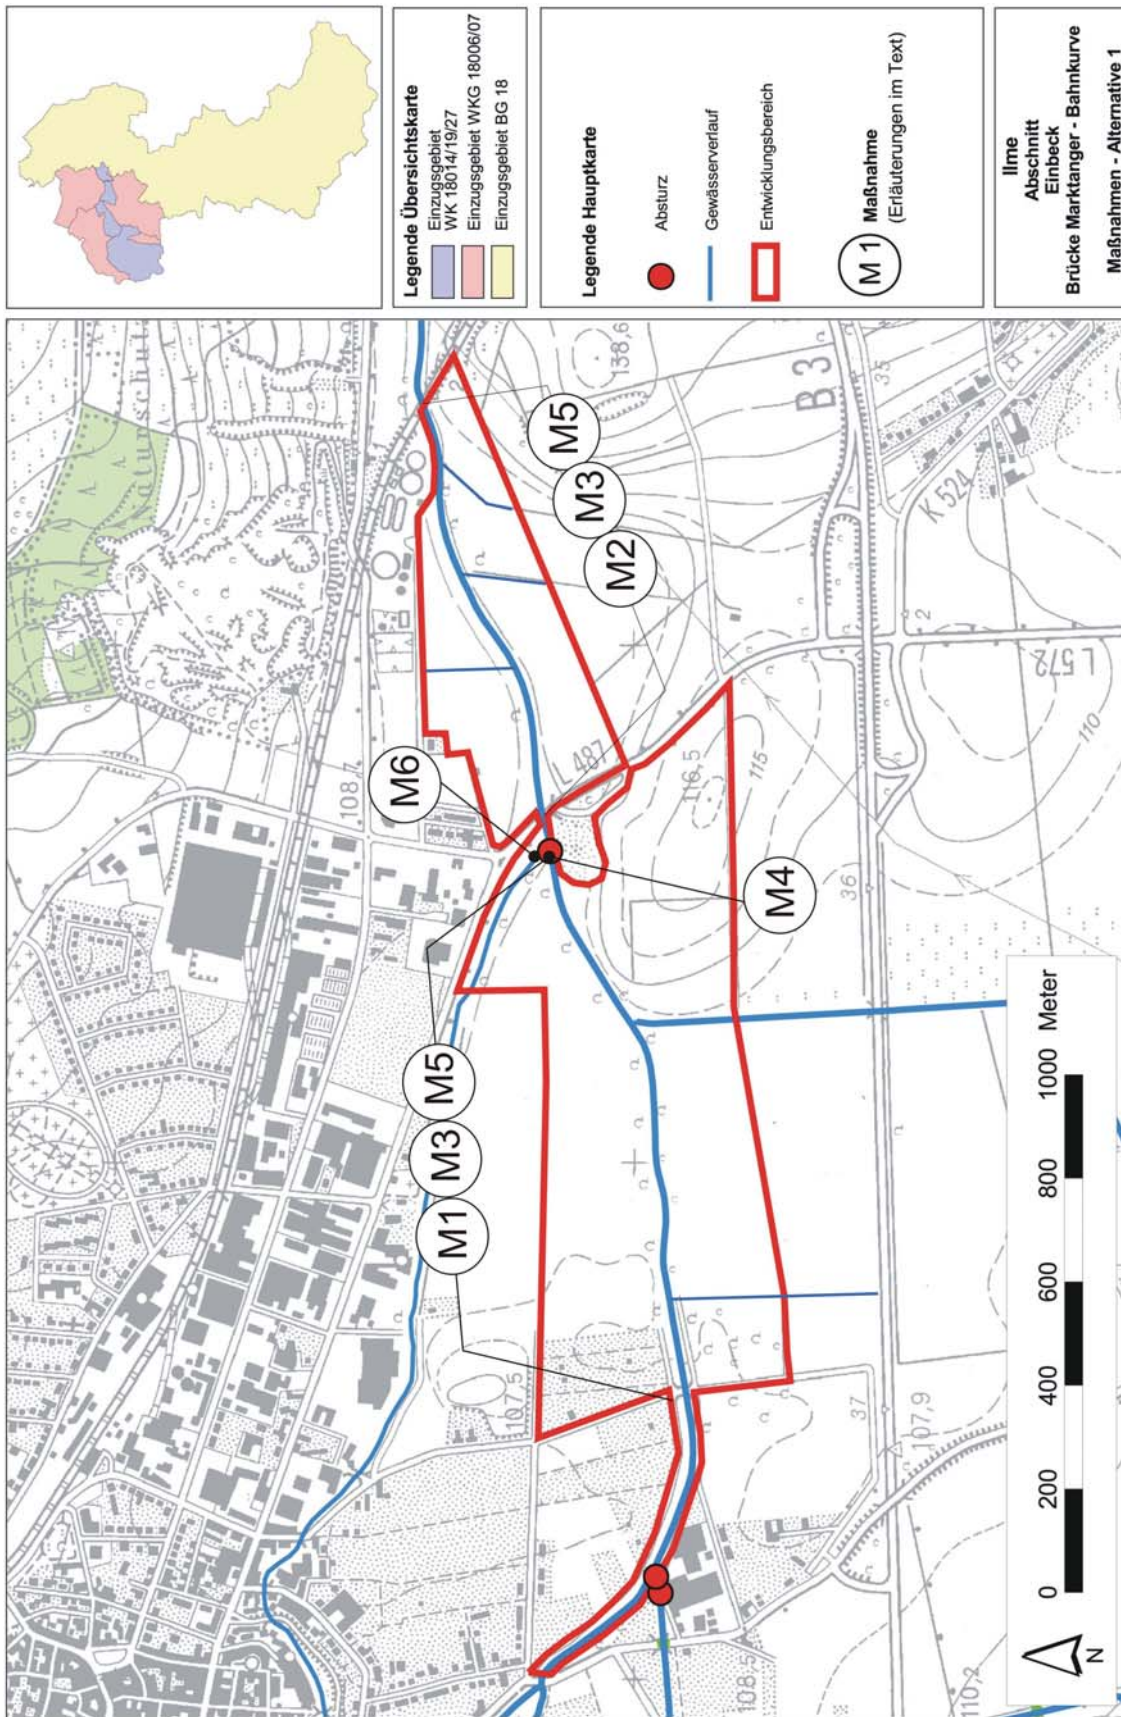 Legende Übersichtskarte
Einzugsgebiet
WK 18014/19/27
Einzugsgebiet WKG 18006/07
Einzugsgebiet BG 18
Legende Hauptkarte
Absturz
Gewässerverlauf
Entwicklungsbereich
M 1
Maßnahme
(Erläuterungen im Text)
Ilme
Abschnitt
Einbeck
Brücke Marktanger - Bahnkurve
Maßnahmen - Alternative 1
Naturschutz
108,7
M6
M5
M3
M2
138,6
B 3
35
K 524
L 487
116,5
115
L 572
2
110
36
M4
M1
M3
M5
107,5
37
107,9
108,5
110,2
0
200
400
600
800
1000
Meter
N